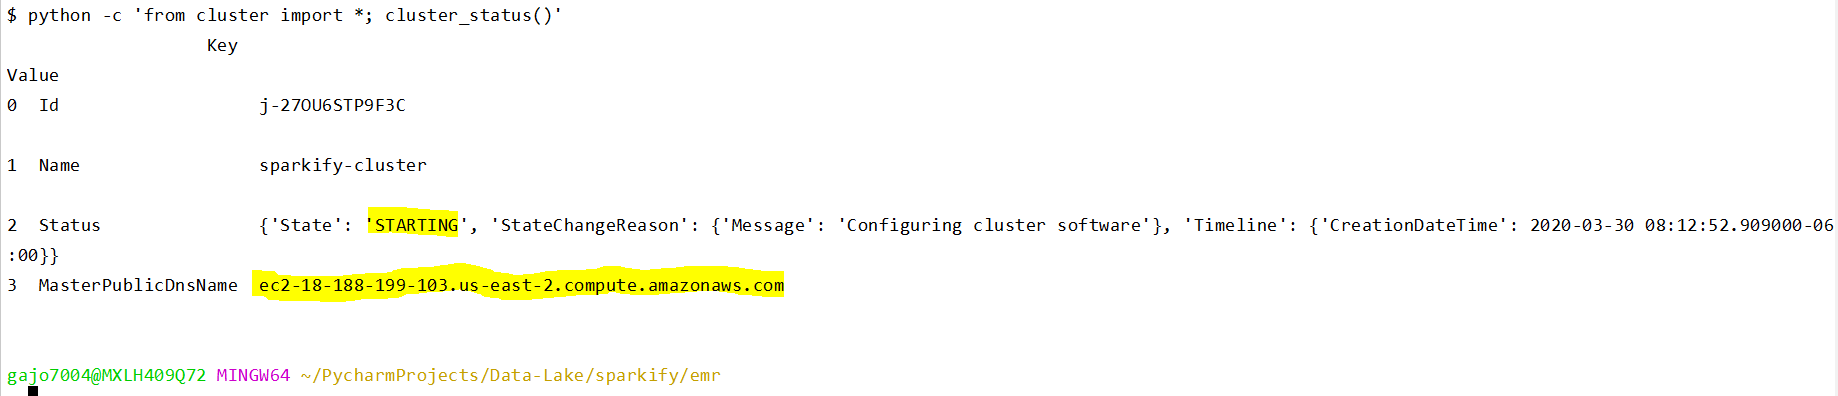 $ python -c 'from cluster import *; cluster_status()'
Key
Value
0 Id j-27OU6STP9F3C
1 Name sparkify-cluster
2 Status {'State': 'STARTING', 'StateChangeReason': {'Message': 'Configuring cluster software'}, 'Timeline': {'CreationDateTime': 2020-03-30 08:12:52.909000-06
:00}}
3 MasterPublicDnsName ec2-18-188-199-103.us-east-2.compute.amazonaws.com
gajo7004@MXLH409Q72 MINGW64 ~/PycharmProjects/Data-Lake/sparkify/emr